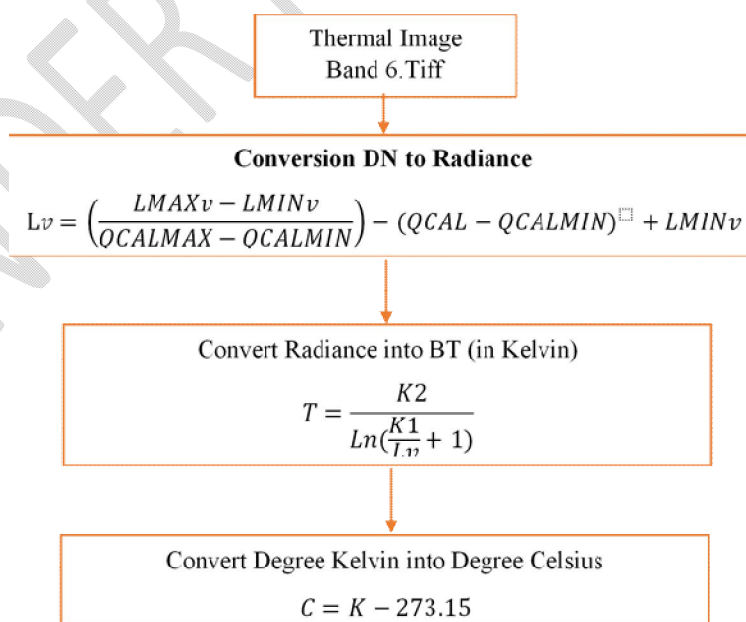 Thermal Image
Band 6.Tiff
Conversion DN to Radiance
Lv = (LMAXv − LMINv / QCALMAX − QCALMIN) − (QCAL − QCALMIN) + LMINv
Convert Radiance into BT (in Kelvin)
T = K2 / Ln(K1/Lv + 1)
Convert Degree Kelvin into Degree Celsius
C = K − 273.15